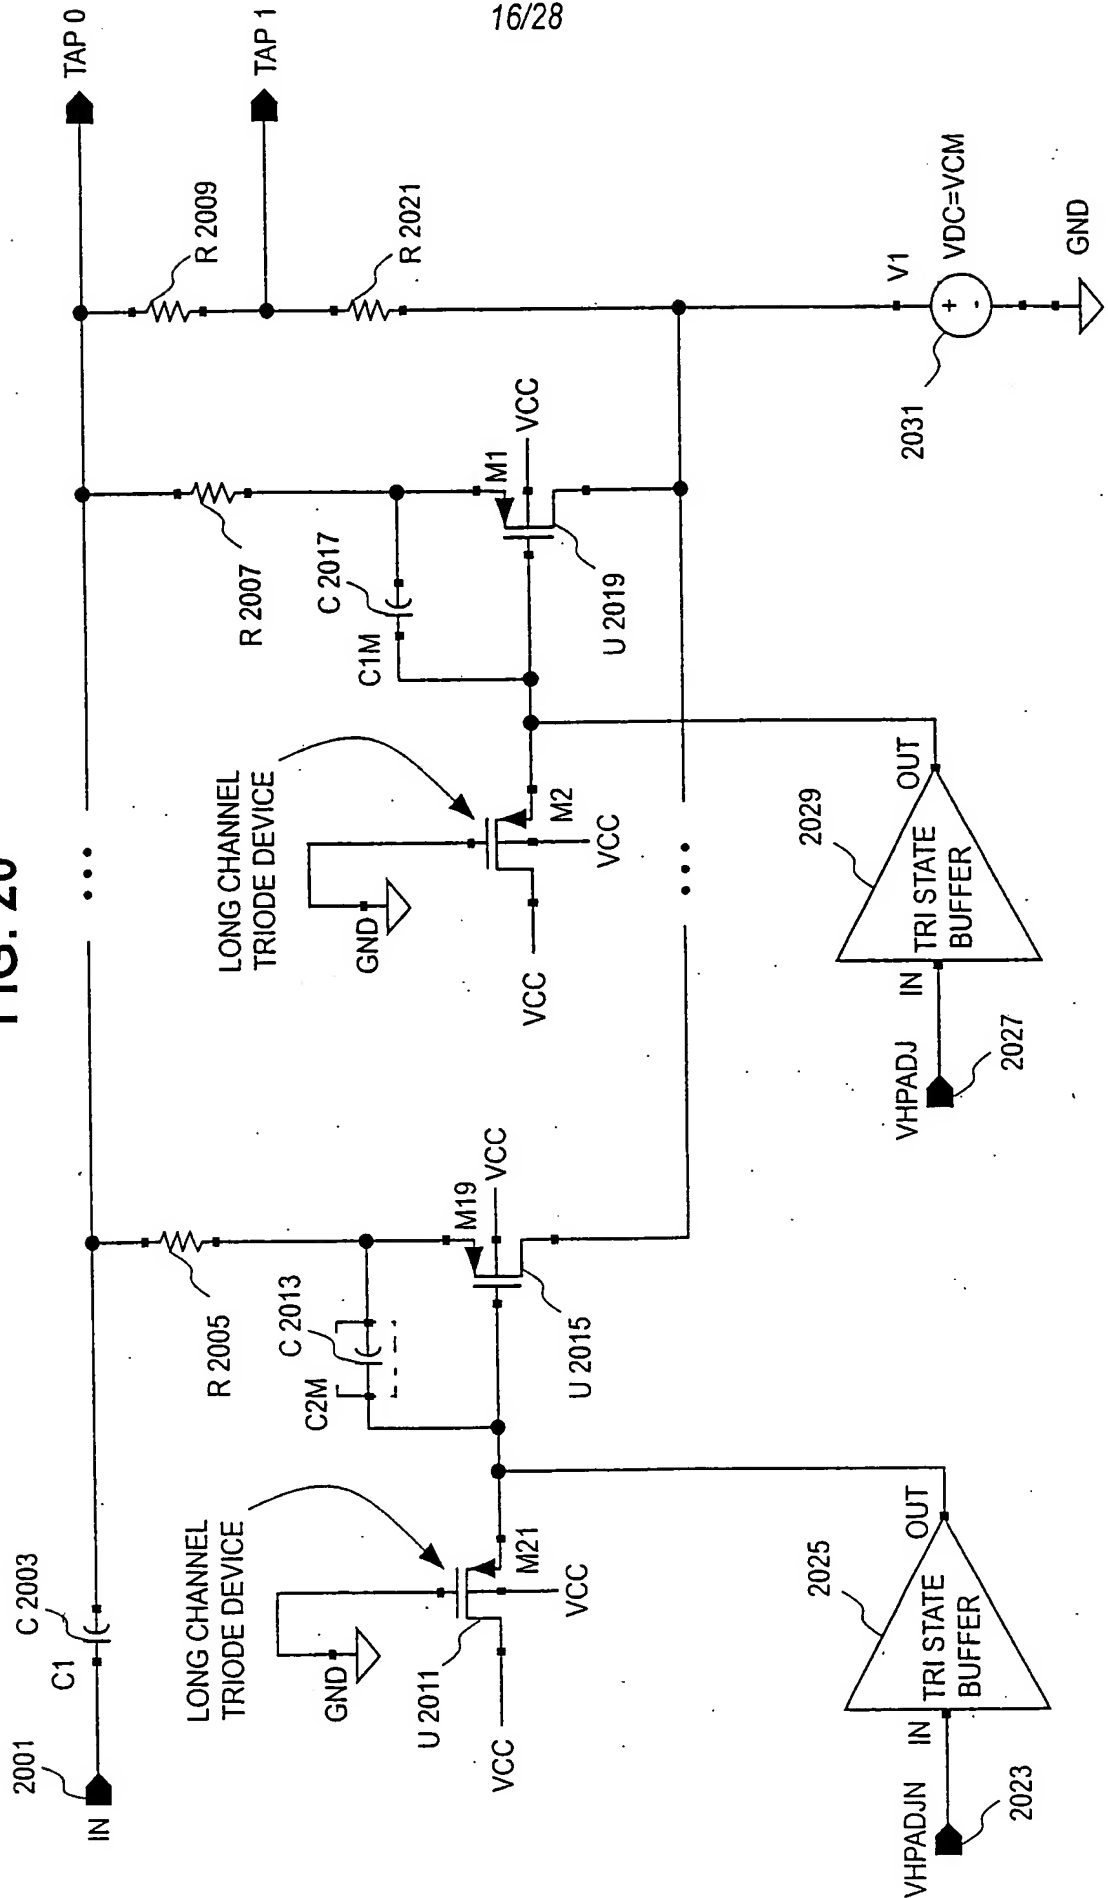 16/28
FIG. 20
2001
IN
C1
C 2003
R 2005
R 2007
R 2009
R 2021
TAP 0
TAP 1
LONG CHANNEL
TRIODE DEVICE
GND
U 2011
VCC
M21
VCC
C2M
C 2013
M19
VCC
U 2015
LONG CHANNEL
TRIODE DEVICE
GND
VCC
M2
VCC
C1M
C 2017
M1
VCC
U 2019
VHPADJN
2023
IN
TRI STATE
BUFFER
OUT
2025
VHPADJ
2027
IN
TRI STATE
BUFFER
OUT
2029
V1
+
-
VDC=VCM
2031
GND